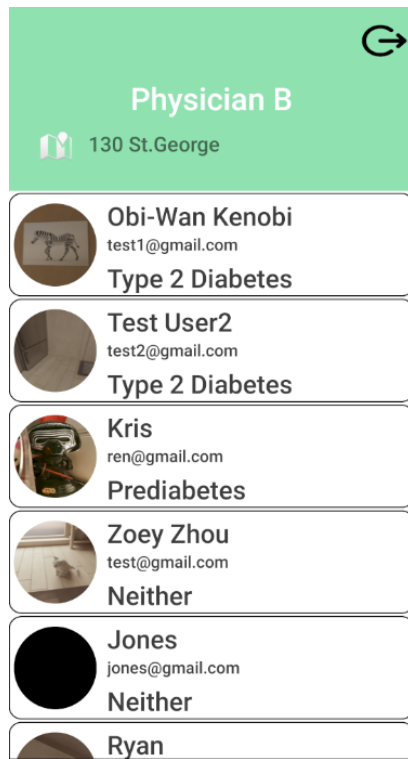 Physician B
130 St.George
Obi-Wan Kenobi
test1@gmail.com
Type 2 Diabetes
Test User2
test2@gmail.com
Type 2 Diabetes
Kris
ren@gmail.com
Prediabetes
Zoey Zhou
test@gmail.com
Neither
Jones
jones@gmail.com
Neither
Ryan